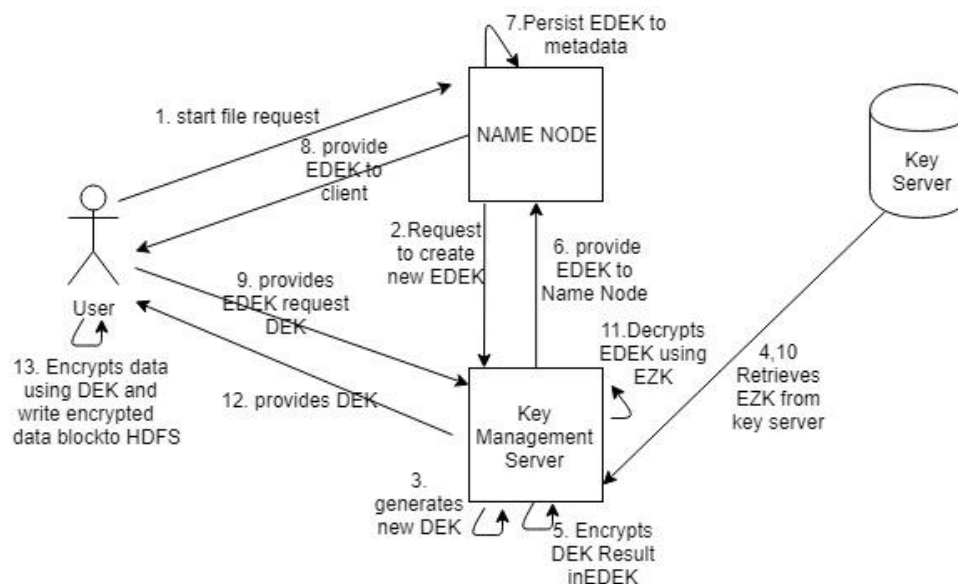 7.Persist EDEK to
metadata
1. start file request
NAME NODE
8. provide
EDEK to
client
Key
Server
2.Request
to create
new EDEK
6. provide
EDEK to
Name Node
User
9. provides
EDEK request
DEK
11.Decrypts
EDEK using
EZK
4,10
Retrieves
EZK from
key server
13. Encrypts data
using DEK and
write encrypted
data blockto HDFS
12. provides DEK
Key
Management
Server
3.
generates
new DEK
5. Encrypts
DEK Result
inEDEK